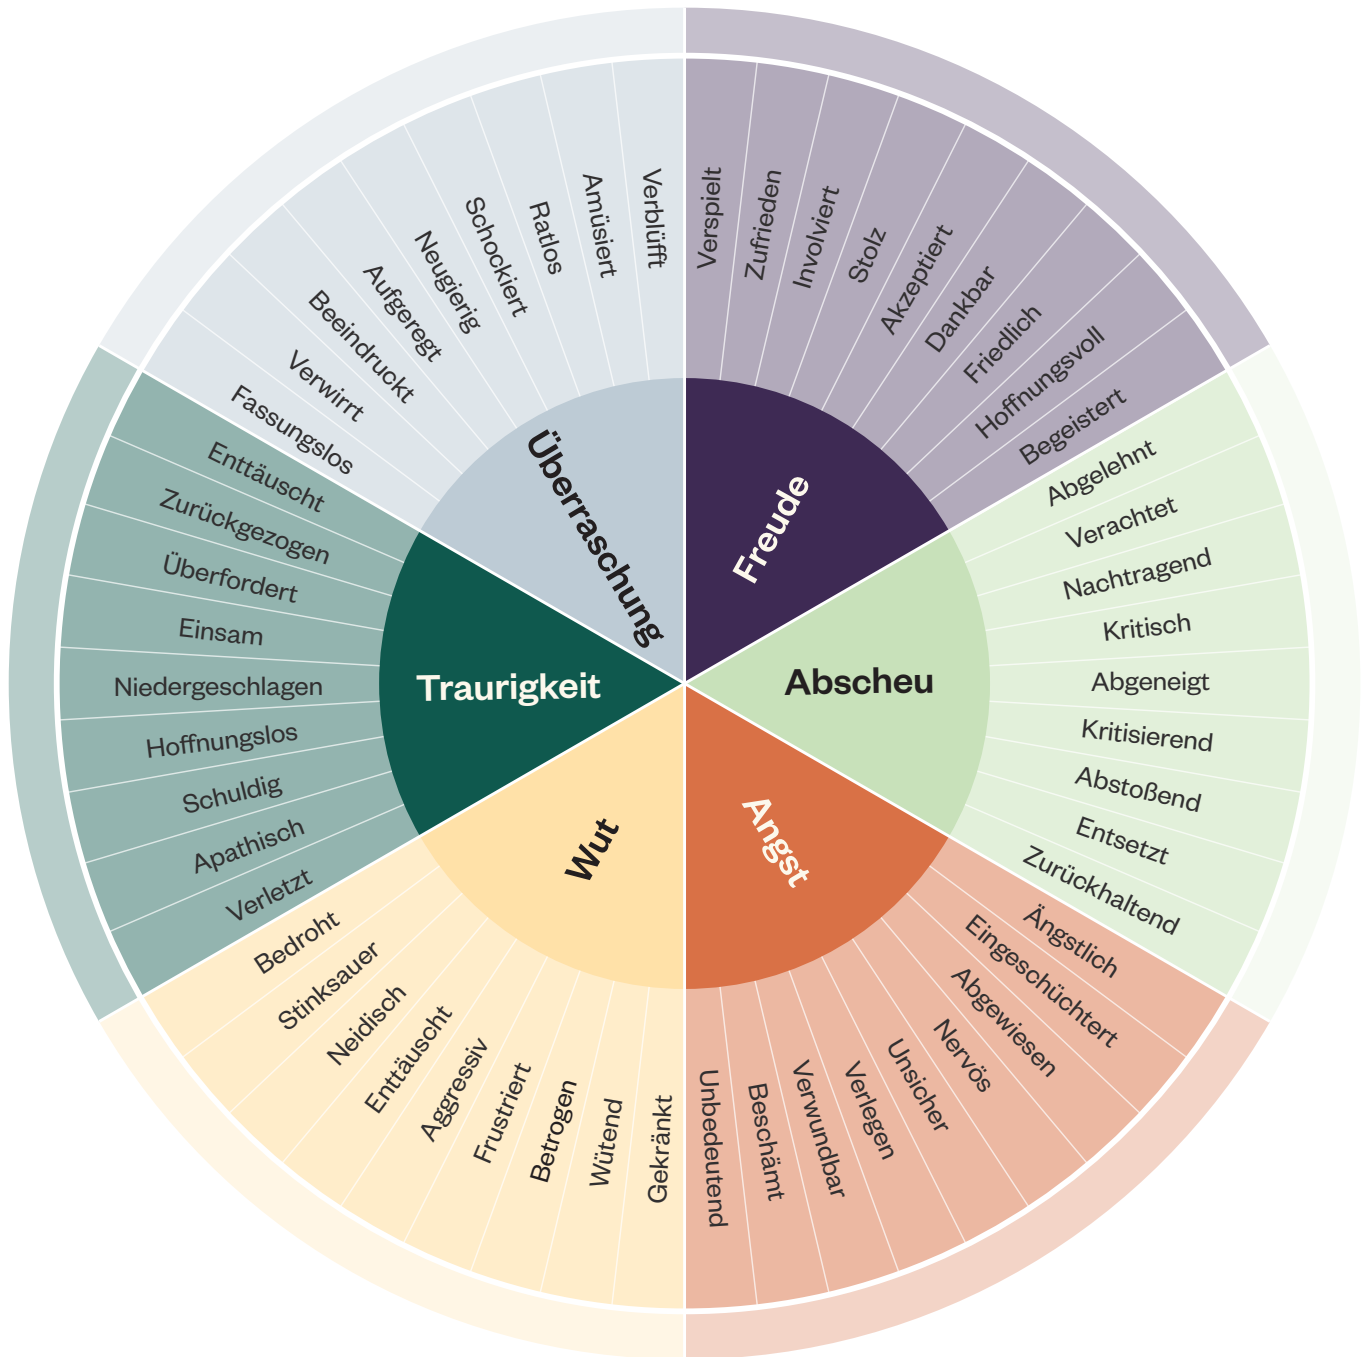 Überraschung
Verblüfft
Amüsiert
Ratlos
Schockiert
Neugierig
Aufgeregt
Beeindruckt
Verwirrt
Fassungslos
Freude
Verspielt
Zufrieden
Involviert
Stolz
Akzeptiert
Dankbar
Friedlich
Hoffnungsvoll
Begeistert
Abscheu
Abgelehnt
Verachtet
Nachtragend
Kritisch
Abgeneigt
Kritisierend
Abstoßend
Entsetzt
Zurückhaltend
Angst
Ängstlich
Eingeschüchtert
Abgewiesen
Nervös
Unsicher
Verlegen
Verwundbar
Beschämt
Unbedeutend
Wut
Gekränkt
Wütend
Betrogen
Frustriert
Aggressiv
Enttäuscht
Neidisch
Stinksauer
Bedroht
Traurigkeit
Verletzt
Apathisch
Schuldig
Hoffnungslos
Niedergeschlagen
Einsam
Überfordert
Zurückgezogen
Enttäuscht